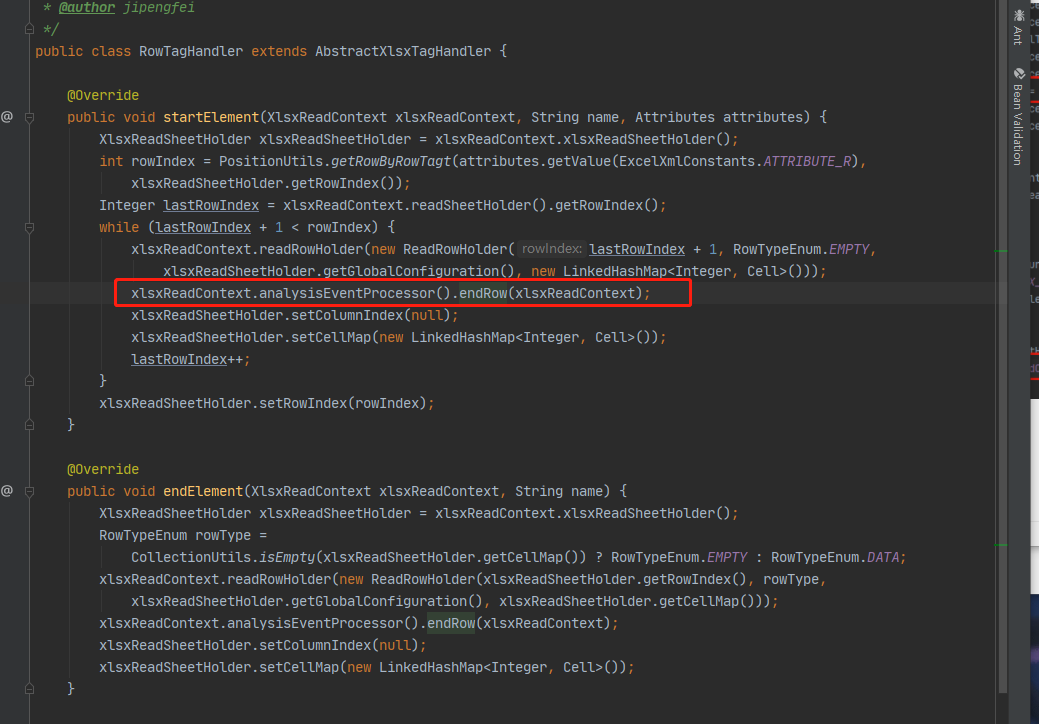 * @author jipengfei
*/
public class RowTagHandler extends AbstractXlsxTagHandler {
@Override
public void startElement(XlsxReadContext xlsxReadContext, String name, Attributes attributes) {
XlsxReadSheetHolder xlsxReadSheetHolder = xlsxReadContext.xlsxReadSheetHolder();
int rowIndex = PositionUtils.getRowByRowTagt(attributes.getValue(ExcelXmlConstants.ATTRIBUTE_R),
xlsxReadSheetHolder.getRowIndex());
Integer lastRowIndex = xlsxReadContext.readSheetHolder().getRowIndex();
while (lastRowIndex + 1 < rowIndex) {
xlsxReadContext.readRowHolder(new ReadRowHolder( rowIndex: lastRowIndex + 1, RowTypeEnum.EMPTY,
xlsxReadSheetHolder.getGlobalConfiguration(), new LinkedHashMap<Integer, Cell>()));
xlsxReadContext.analysisEventProcessor().endRow(xlsxReadContext);
xlsxReadSheetHolder.setColumnIndex(null);
xlsxReadSheetHolder.setCellMap(new LinkedHashMap<Integer, Cell>());
lastRowIndex++;
}
xlsxReadSheetHolder.setRowIndex(rowIndex);
}
@Override
public void endElement(XlsxReadContext xlsxReadContext, String name) {
XlsxReadSheetHolder xlsxReadSheetHolder = xlsxReadContext.xlsxReadSheetHolder();
RowTypeEnum rowType =
CollectionUtils.isEmpty(xlsxReadSheetHolder.getCellMap()) ? RowTypeEnum.EMPTY : RowTypeEnum.DATA;
xlsxReadContext.readRowHolder(new ReadRowHolder(xlsxReadSheetHolder.getRowIndex(), rowType,
xlsxReadSheetHolder.getGlobalConfiguration(), xlsxReadSheetHolder.getCellMap()));
xlsxReadContext.analysisEventProcessor().endRow(xlsxReadContext);
xlsxReadSheetHolder.setColumnIndex(null);
xlsxReadSheetHolder.setCellMap(new LinkedHashMap<Integer, Cell>());
}
Ant
Bean Validation